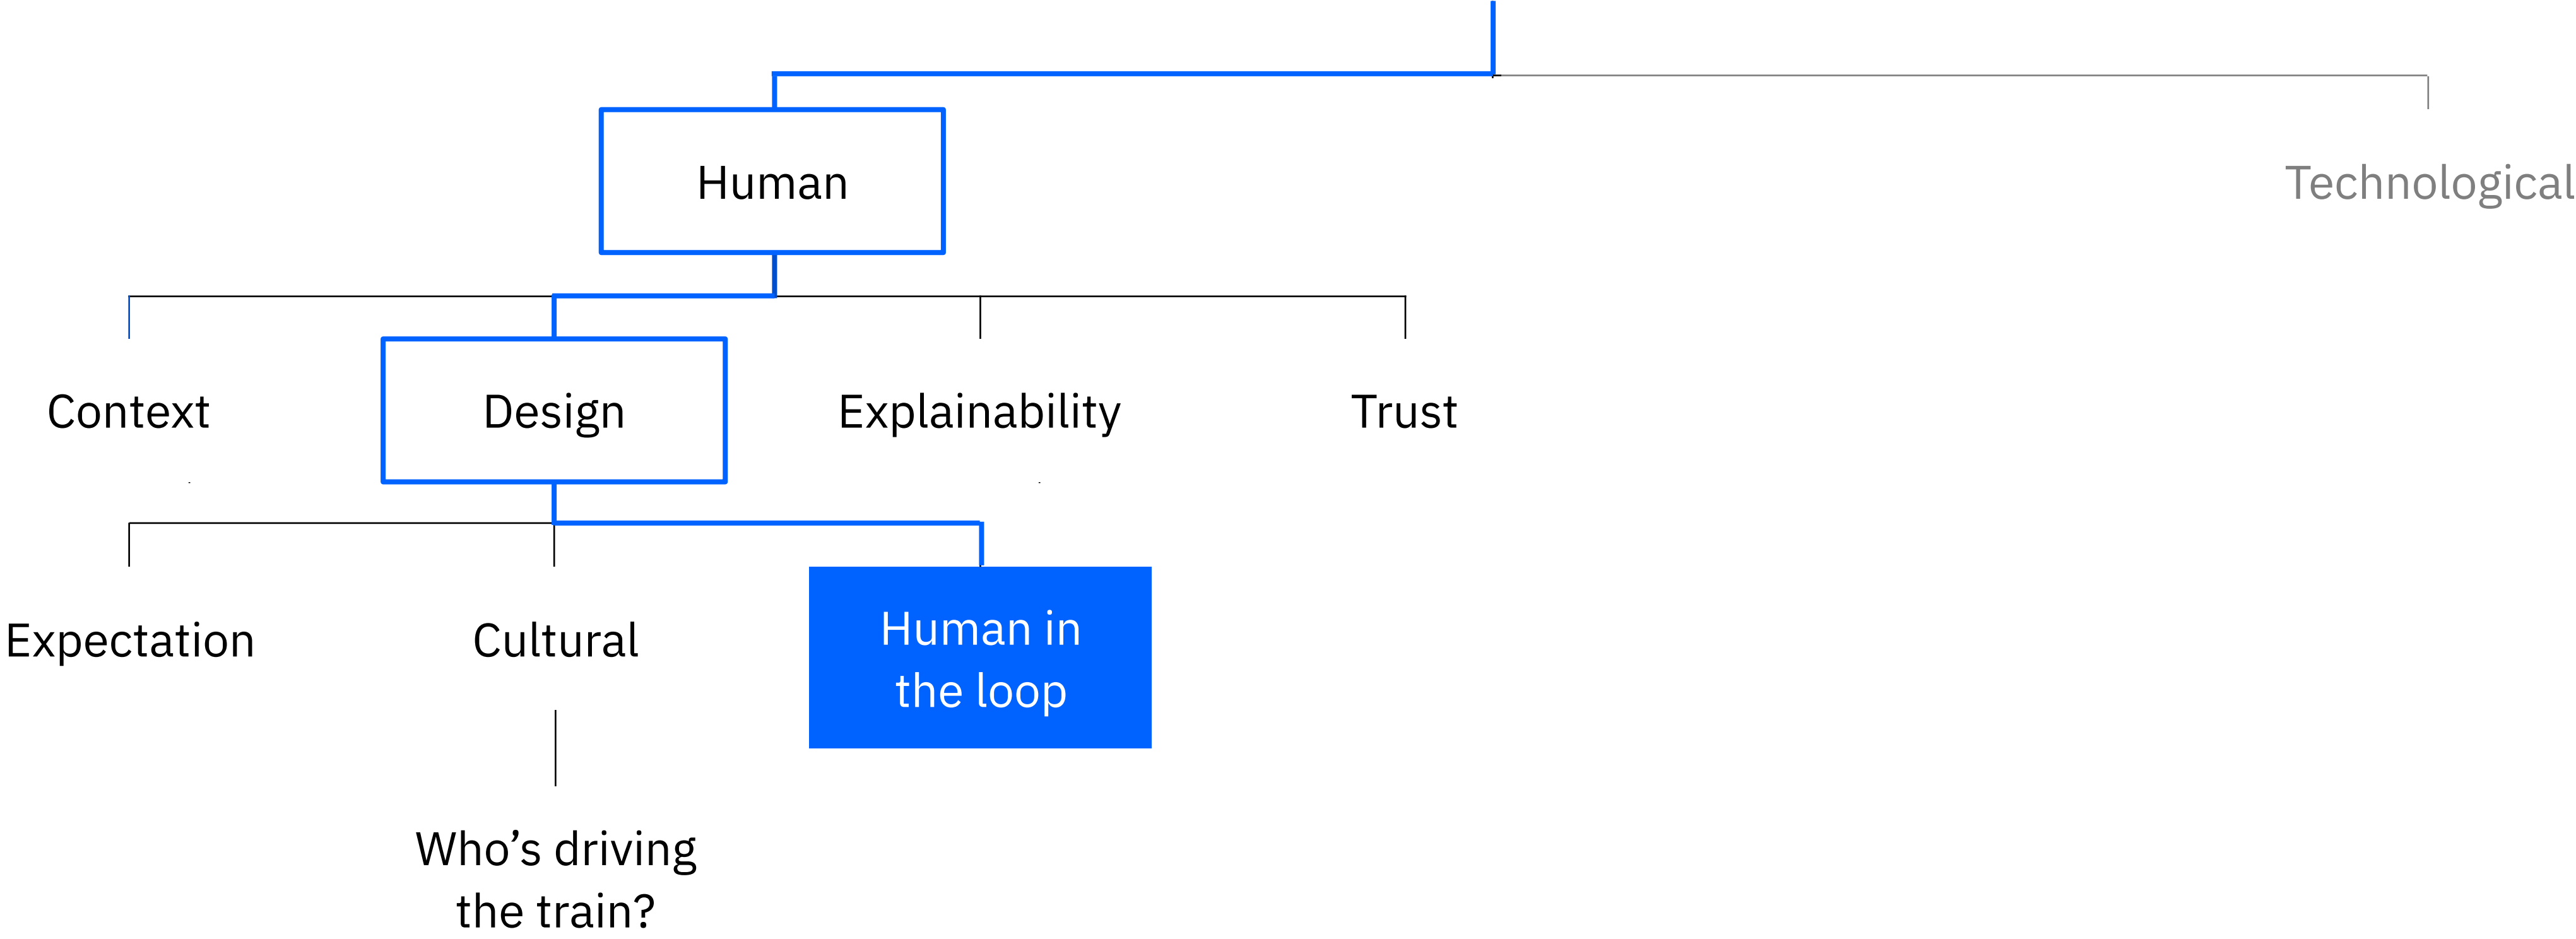 Human
Technological
Context
Design
Explainability
Trust
Expectation
Cultural
Human in
the loop
Who’s driving
the train?